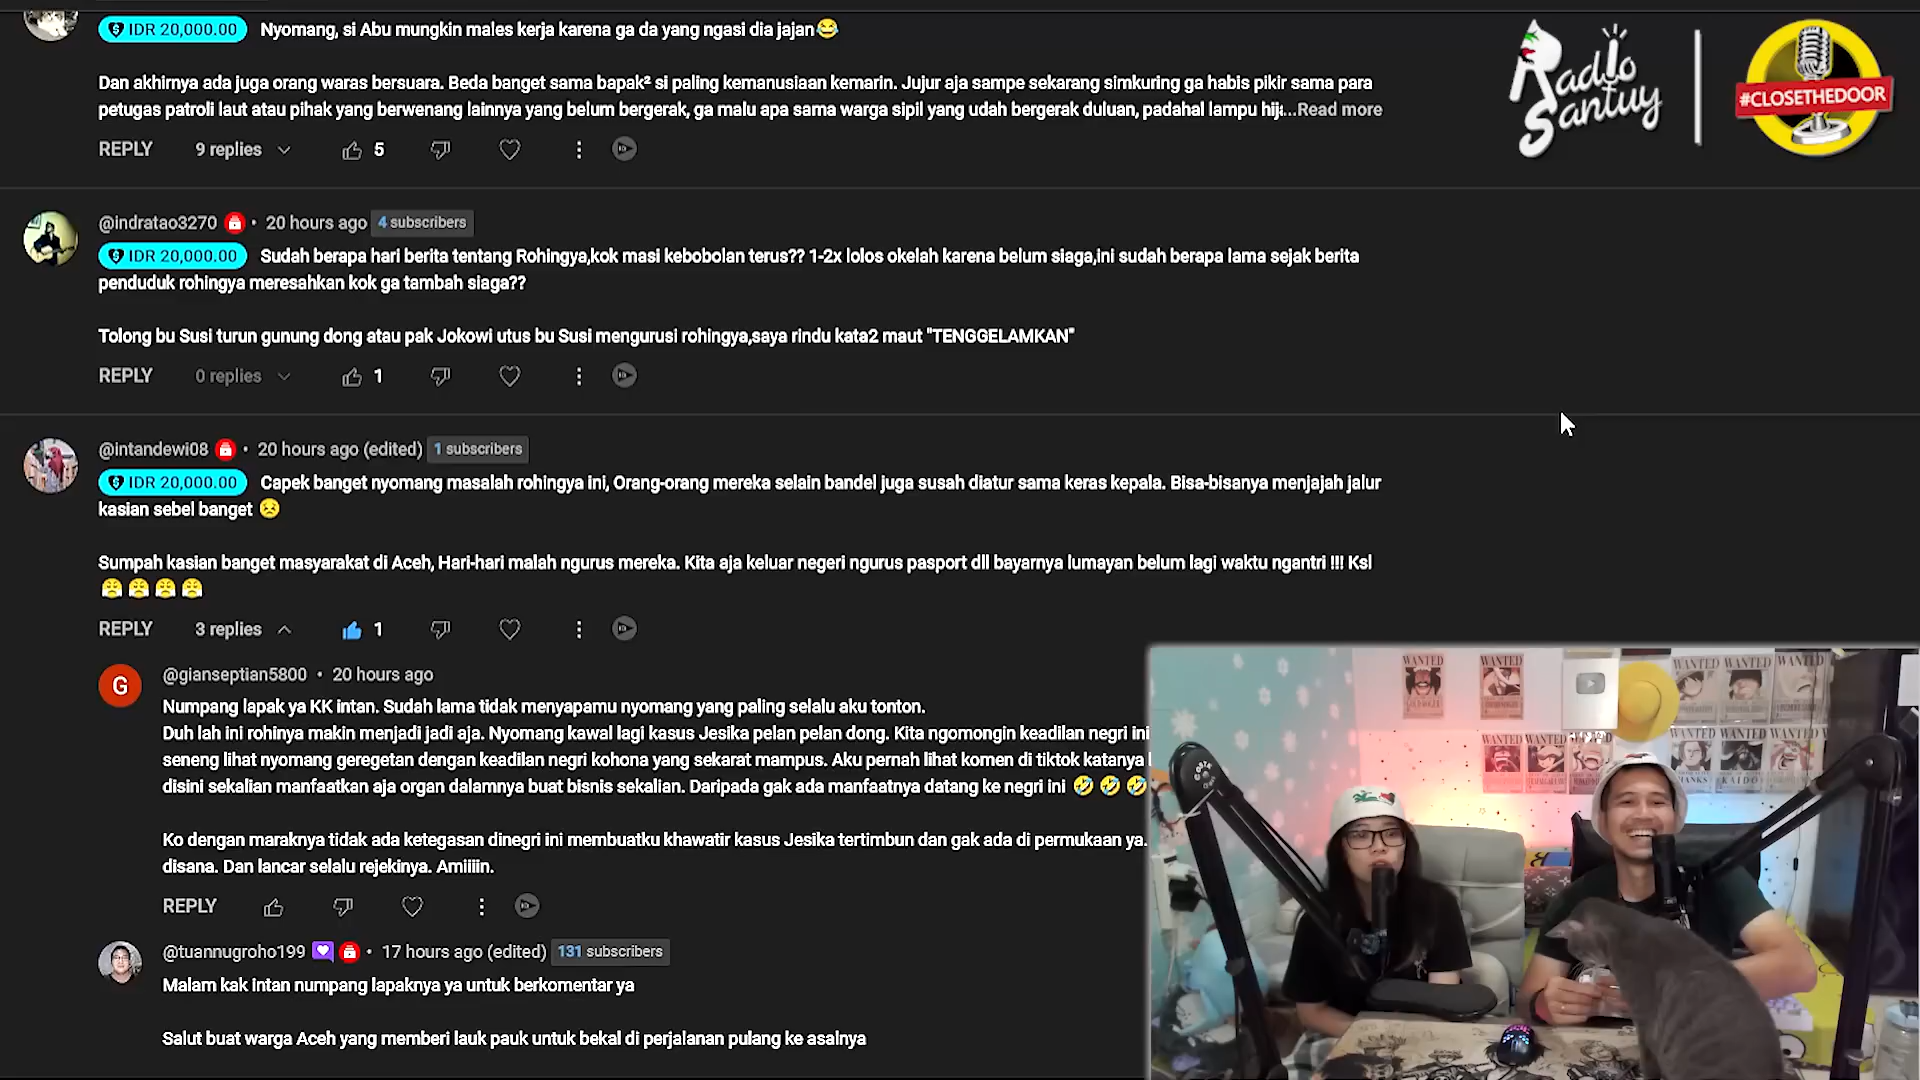 IDR 20,000.00 Nyomang, si Abu mungkin males kerja karena ga da yang ngasi dia jajan😂
Dan akhirnya ada juga orang waras bersuara. Beda banget sama bapak² si paling kemanusiaan kemarin. Jujur aja sampe sekarang simkuring ga habis pikir sama para
petugas patroli laut atau pihak yang berwenang lainnya yang belum bergerak, ga malu apa sama warga sipil yang udah bergerak duluan, padahal lampu hij...Read more
REPLY 9 replies 5
Radio Santuy
#CLOSETHEDOOR
@indratao3270 • 20 hours ago 4 subscribers
IDR 20,000.00 Sudah berapa hari berita tentang Rohingya,kok masi kebobolan terus?? 1-2x lolos okelah karena belum siaga,ini sudah berapa lama sejak berita
penduduk rohingya meresahkan kok ga tambah siaga??
Tolong bu Susi turun gunung dong atau pak Jokowi utus bu Susi mengurusi rohingya,saya rindu kata2 maut "TENGGELAMKAN"
REPLY 0 replies 1
@intandewi08 • 20 hours ago (edited) 1 subscribers
IDR 20,000.00 Capek banget nyomang masalah rohingya ini, Orang-orang mereka selain bandel juga susah diatur sama keras kepala. Bisa-bisanya menjajah jalur
kasian sebel banget 😣
Sumpah kasian banget masyarakat di Aceh, Hari-hari malah ngurus mereka. Kita aja keluar negeri ngurus pasport dll bayarnya lumayan belum lagi waktu ngantri !!! Ksl
😤😤😤😤
REPLY 3 replies 1
G
@gianseptian5800 • 20 hours ago
Numpang lapak ya KK intan. Sudah lama tidak menyapamu nyomang yang paling selalu aku tonton.
Duh lah ini rohinya makin menjadi jadi aja. Nyomang kawal lagi kasus Jesika pelan pelan dong. Kita ngomongin keadilan negri ini
seneng lihat nyomang geregetan dengan keadilan negri kohona yang sekarat mampus. Aku pernah lihat komen di tiktok katanya
disini sekalian manfaatkan aja organ dalamnya buat bisnis sekalian. Daripada gak ada manfaatnya datang ke negri ini 🤣🤣🤣
Ko dengan maraknya tidak ada ketegasan dinegri ini membuatku khawatir kasus Jesika tertimbun dan gak ada di permukaan ya.
disana. Dan lancar selalu rejekinya. Amiiiin.
REPLY
@tuannugroho199 • 17 hours ago (edited) 131 subscribers
Malam kak intan numpang lapaknya ya untuk berkomentar ya
Salut buat warga Aceh yang memberi lauk pauk untuk bekal di perjalanan pulang ke asalnya
WANTED
WANTED
WANTED
WANTED
WANTED
WANTED
WANTED
WANTED
WANTED
KAIDO